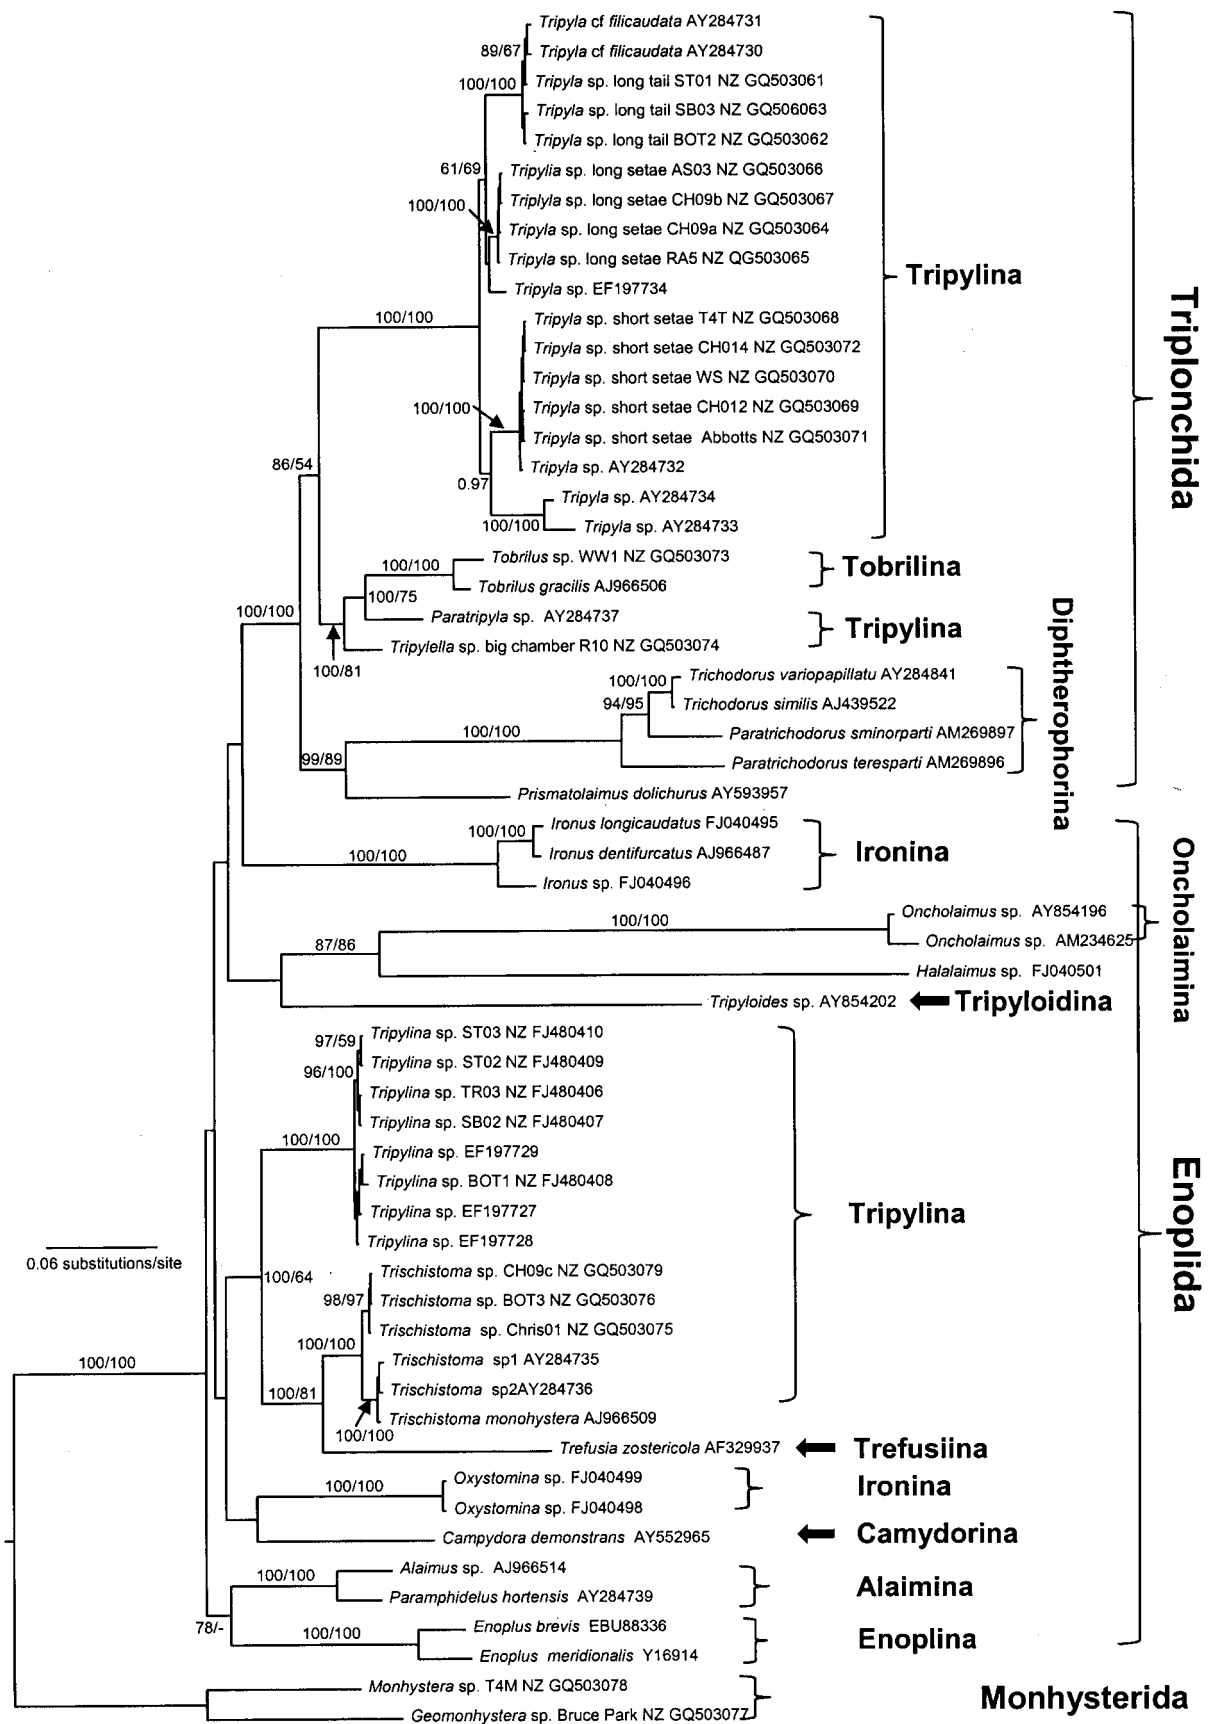 Tripyla cf filicaudata AY284731
89/67
Tripyla cf filicaudata AY284730
100/100
Tripyla sp. long tail ST01 NZ GQ503061
Tripyla sp. long tail SB03 NZ GQ506063
Tripyla sp. long tail BOT2 NZ GQ503062
61/69
Tripylia sp. long setae AS03 NZ GQ503066
100/100
Triplyla sp. long setae CH09b NZ GQ503067
Tripyla sp. long setae CH09a NZ GQ503064
Tripyla sp. long setae RA5 NZ QG503065
Tripylina
Tripyla sp. EF197734
100/100
Tripyla sp. short setae T4T NZ GQ503068
Tripyla sp. short setae CH014 NZ GQ503072
Tripyla sp. short setae WS NZ GQ503070
Triplonchida
100/100
Tripyla sp. short setae CH012 NZ GQ503069
Tripyla sp. short setae Abbotts NZ GQ503071
86/54
Tripyla sp. AY284732
0.97
Tripyla sp. AY284734
100/100
Tripyla sp. AY284733
Tobrilus sp. WW1 NZ GQ503073
100/100
Tobrilina
Tobrilus gracilis AJ966506
100/75
100/100
Paratripyla sp. AY284737
Tripylina
Tripylella sp. big chamber R10 NZ GQ503074
100/81
Diphtherophorina
Trichodorus variopapillatu AY284841
100/100
94/95
Trichodorus similis AJ439522
100/100
Paratrichodorus sminorparti AM269897
99/89
Paratrichodorus teresparti AM269896
Prismatolaimus dolichurus AY593957
Ironus longicaudatus FJ040495
100/100
100/100
Ironus dentifurcatus AJ966487
Ironina
Ironus sp. FJ040496
Oncholaimina
Oncholaimus sp. AY854196
100/100
87/86
Oncholaimus sp. AM234625
Halalaimus sp. FJ040501
Tripyloides sp. AY854202
Tripyloidina
Tripylina sp. ST03 NZ FJ480410
97/59
Tripylina sp. ST02 NZ FJ480409
96/100
Tripylina sp. TR03 NZ FJ480406
Tripylina sp. SB02 NZ FJ480407
100/100
Tripylina sp. EF197729
Tripylina sp. BOT1 NZ FJ480408
Tripylina sp. EF197727
Tripylina
Enoplida
Tripylina sp. EF197728
0.06 substitutions/site
100/64
Trischistoma sp. CH09c NZ GQ503079
98/97
Trischistoma sp. BOT3 NZ GQ503076
Trischistoma sp. Chris01 NZ GQ503075
100/100
100/100
Trischistoma sp1 AY284735
100/81
Trischistoma sp2AY284736
Trischistoma monohystera AJ966509
100/100
Trefusia zostericola AF329937
Trefusiina
Oxystomina sp. FJ040499
100/100
Ironina
Oxystomina sp. FJ040498
Campydora demonstrans AY552965
Camydorina
Alaimus sp. AJ966514
100/100
Alaimina
Paramphidelus hortensis AY284739
78/-
Enoplus brevis EBU88336
100/100
Enoplina
Enoplus meridionalis Y16914
Monhystera sp. T4M NZ GQ503078
Monhysterida
Geomonhystera sp. Bruce Park NZ GQ503077